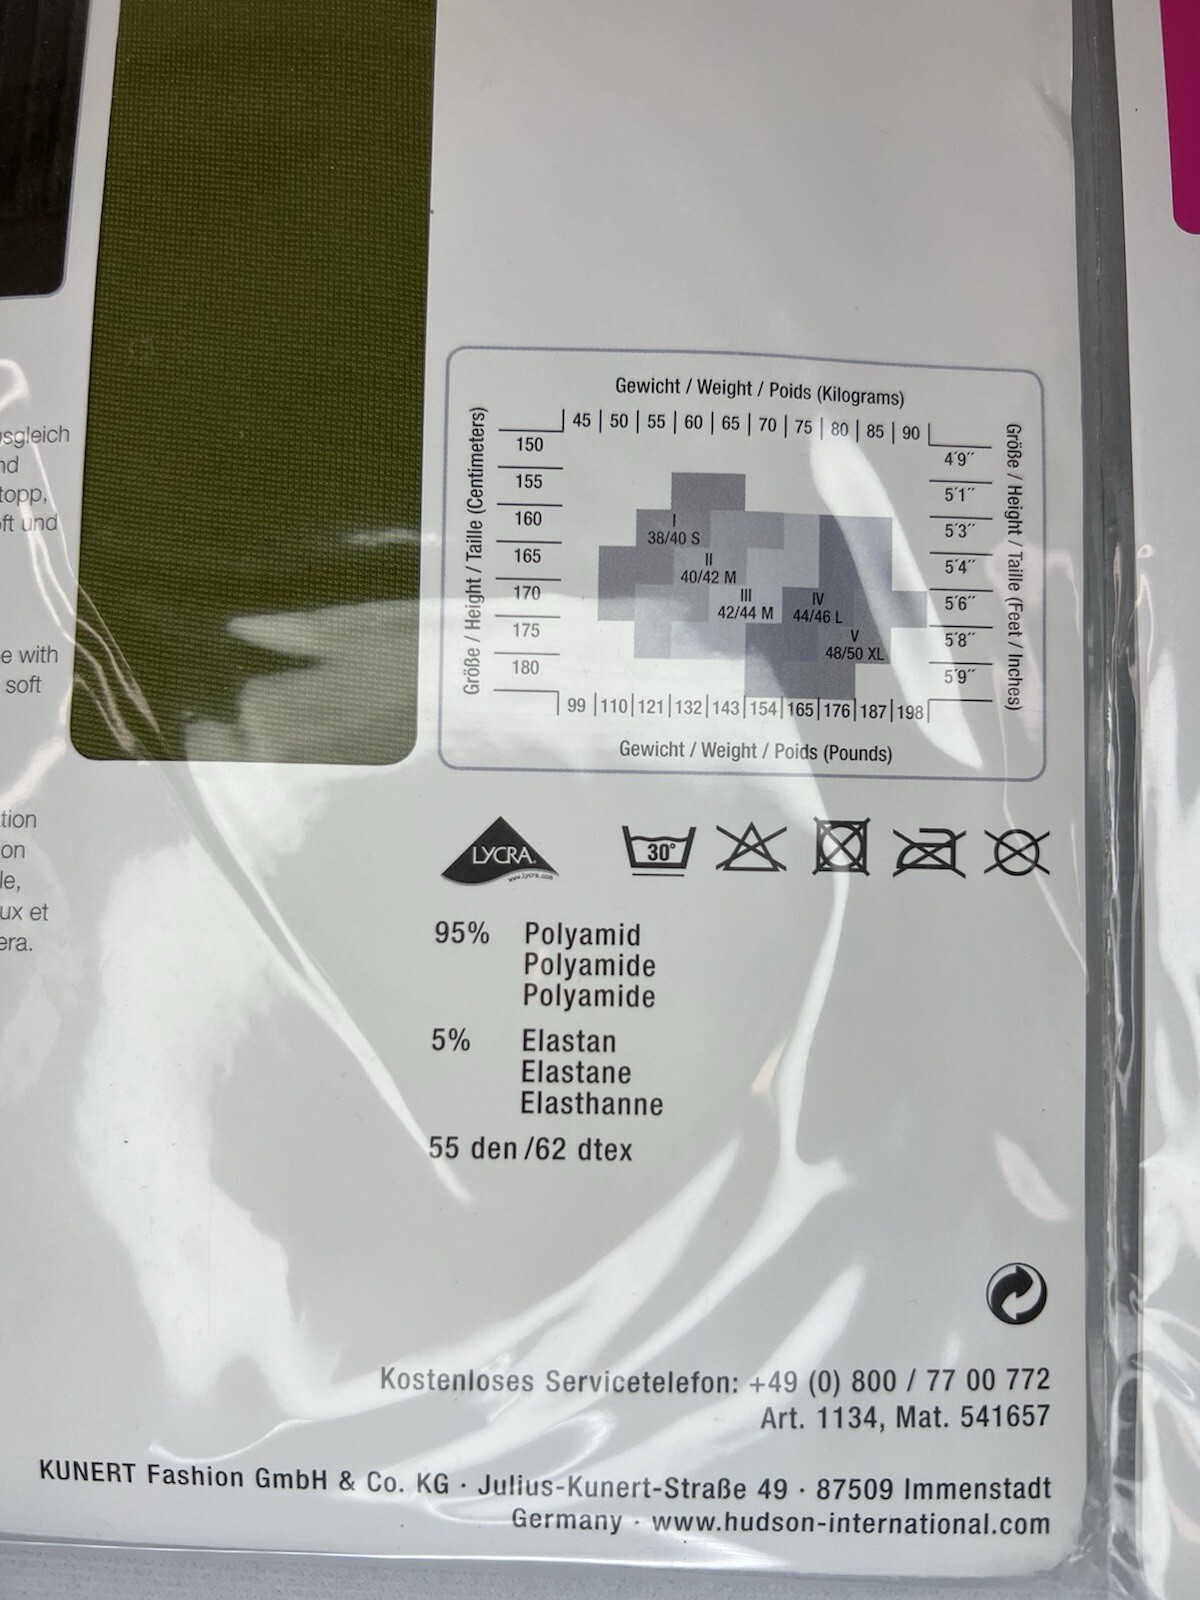 sgleich
nd
topp,
ft und
e with
soft
tion
on
le,
ux et
era.
Gewicht / Weight / Poids (Kilograms)
45 | 50 | 55 | 60 | 65 | 70 | 75 | 80 | 85 | 90
Größe / Height / Taille (Centimeters)
150
155
160
165
170
175
180
I
38/40 S
II
40/42 M
III
42/44 M
IV
44/46 L
V
48/50 XL
4´9˝
5´1˝
5´3˝
5´4˝
5´6˝
5´8˝
5´9˝
Größe / Height / Taille (Feet / Inches)
99 | 110 | 121 | 132 | 143 | 154 | 165 | 176 | 187 | 198
Gewicht / Weight / Poids (Pounds)
LYCRA.
www.lycra.com
30°
95% Polyamid
Polyamide
Polyamide
5% Elastan
Elastane
Elasthanne
55 den /62 dtex
Kostenloses Servicetelefon: +49 (0) 800 / 77 00 772
Art. 1134, Mat. 541657
KUNERT Fashion GmbH & Co. KG · Julius-Kunert-Straße 49 · 87509 Immenstadt
Germany · www.hudson-international.com